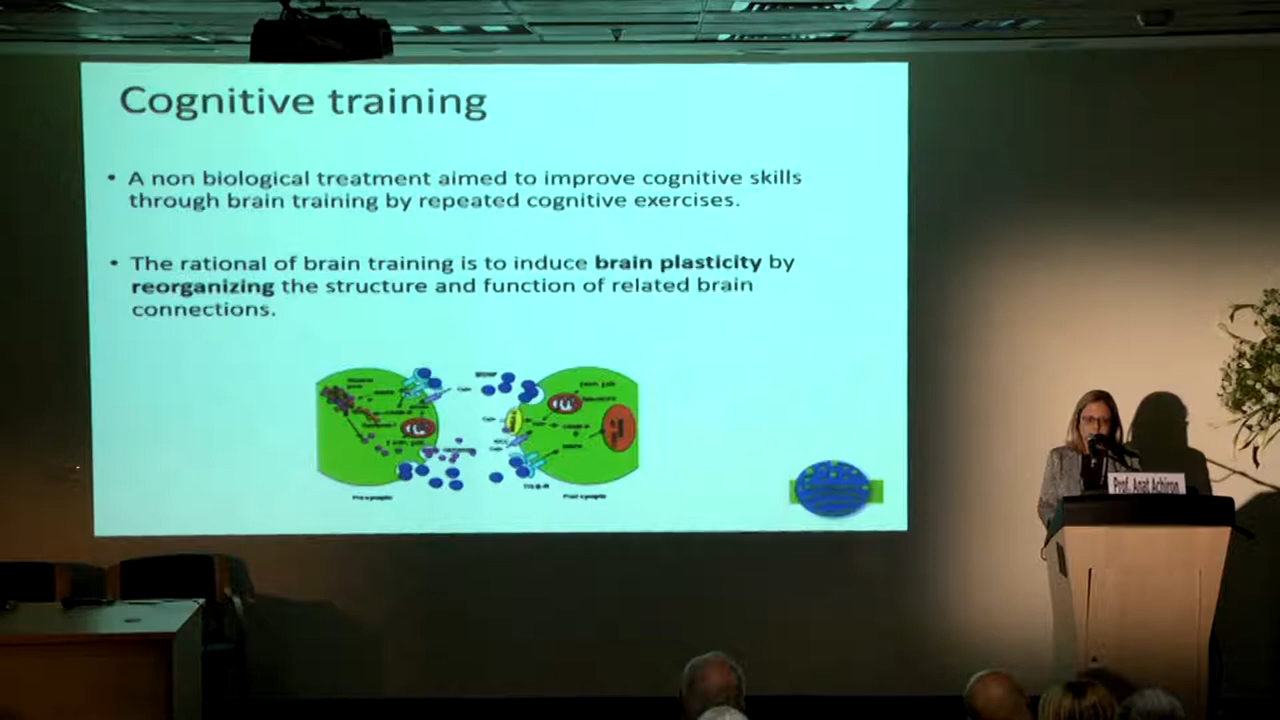 Cognitive training
• A non biological treatment aimed to improve cognitive skills
through brain training by repeated cognitive exercises.
• The rational of brain training is to induce brain plasticity by
reorganizing the structure and function of related brain
connections.
Prof. Anat Achiron